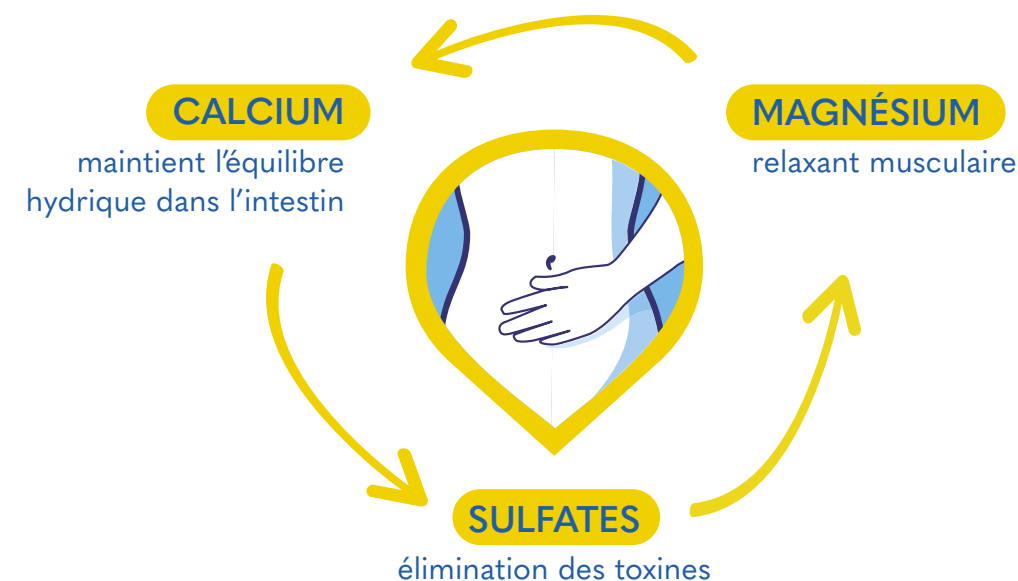 CALCIUM
maintient l'équilibre
hydrique dans l'intestin
MAGNÉSIUM
relaxant musculaire
SULFATES
élimination des toxines